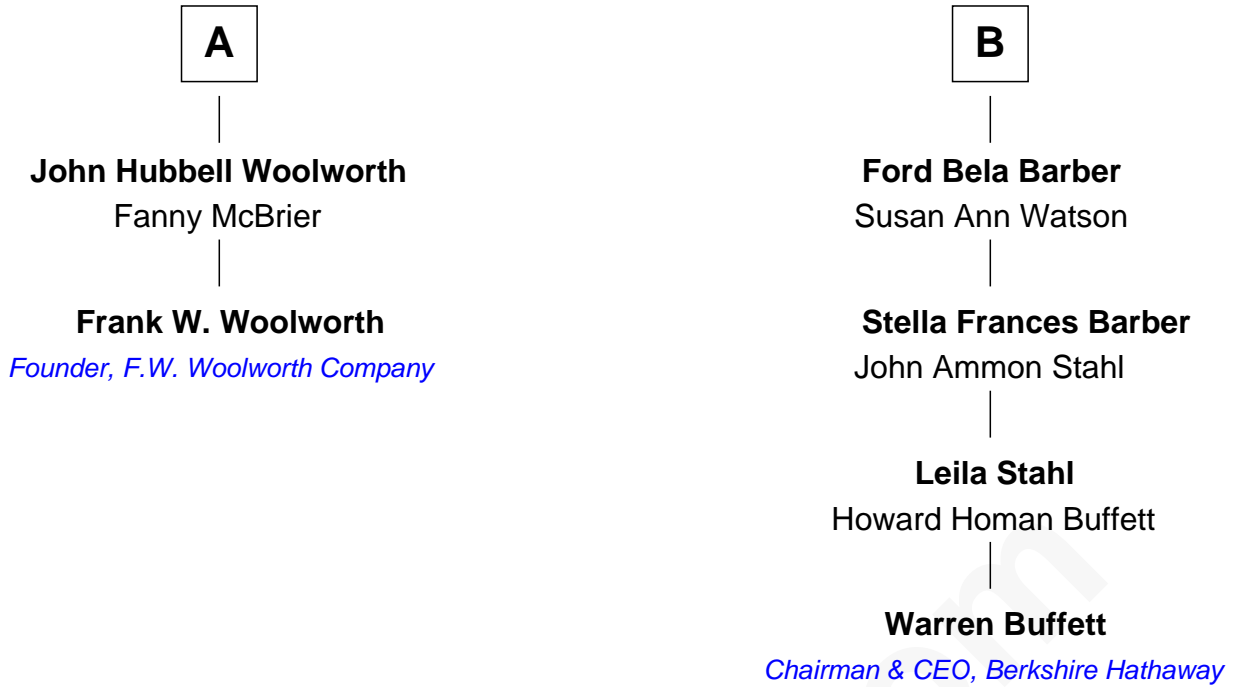 A
John Hubbell Woolworth
Fanny McBrier
Frank W. Woolworth
Founder, F.W. Woolworth Company
B
Ford Bela Barber
Susan Ann Watson
Stella Frances Barber
John Ammon Stahl
Leila Stahl
Howard Homan Buffett
Warren Buffett
Chairman & CEO, Berkshire Hathaway